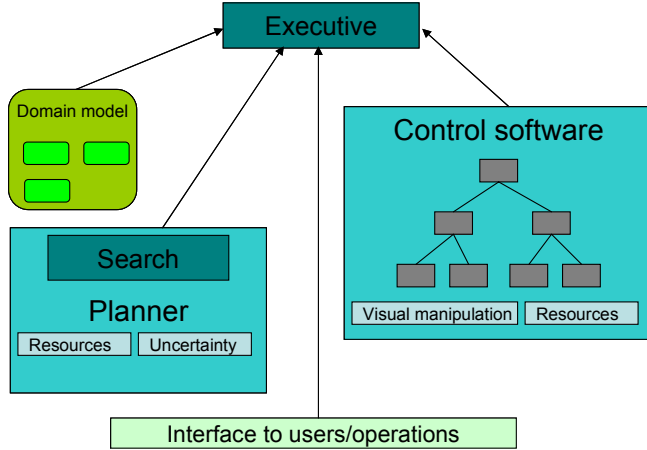 Executive
Domain model
Control software
Search
Planner
Resources
Uncertainty
Visual manipulation
Resources
Interface to users/operations